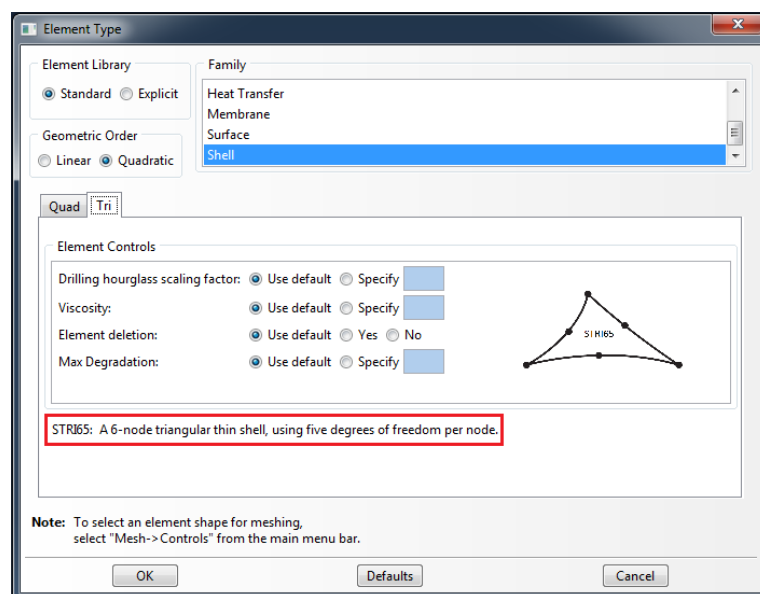 Element Type
Element Library
Standard Explicit
Family
Heat Transfer
Membrane
Surface
Shell
Geometric Order
Linear Quadratic
Quad Tri
Element Controls
Drilling hourglass scaling factor: Use default Specify
Viscosity: Use default Specify
Element deletion: Use default Yes No
Max Degradation: Use default Specify
STRI65
STRI65: A 6-node triangular thin shell, using five degrees of freedom per node.
Note: To select an element shape for meshing,
select "Mesh->Controls" from the main menu bar.
OK Defaults Cancel